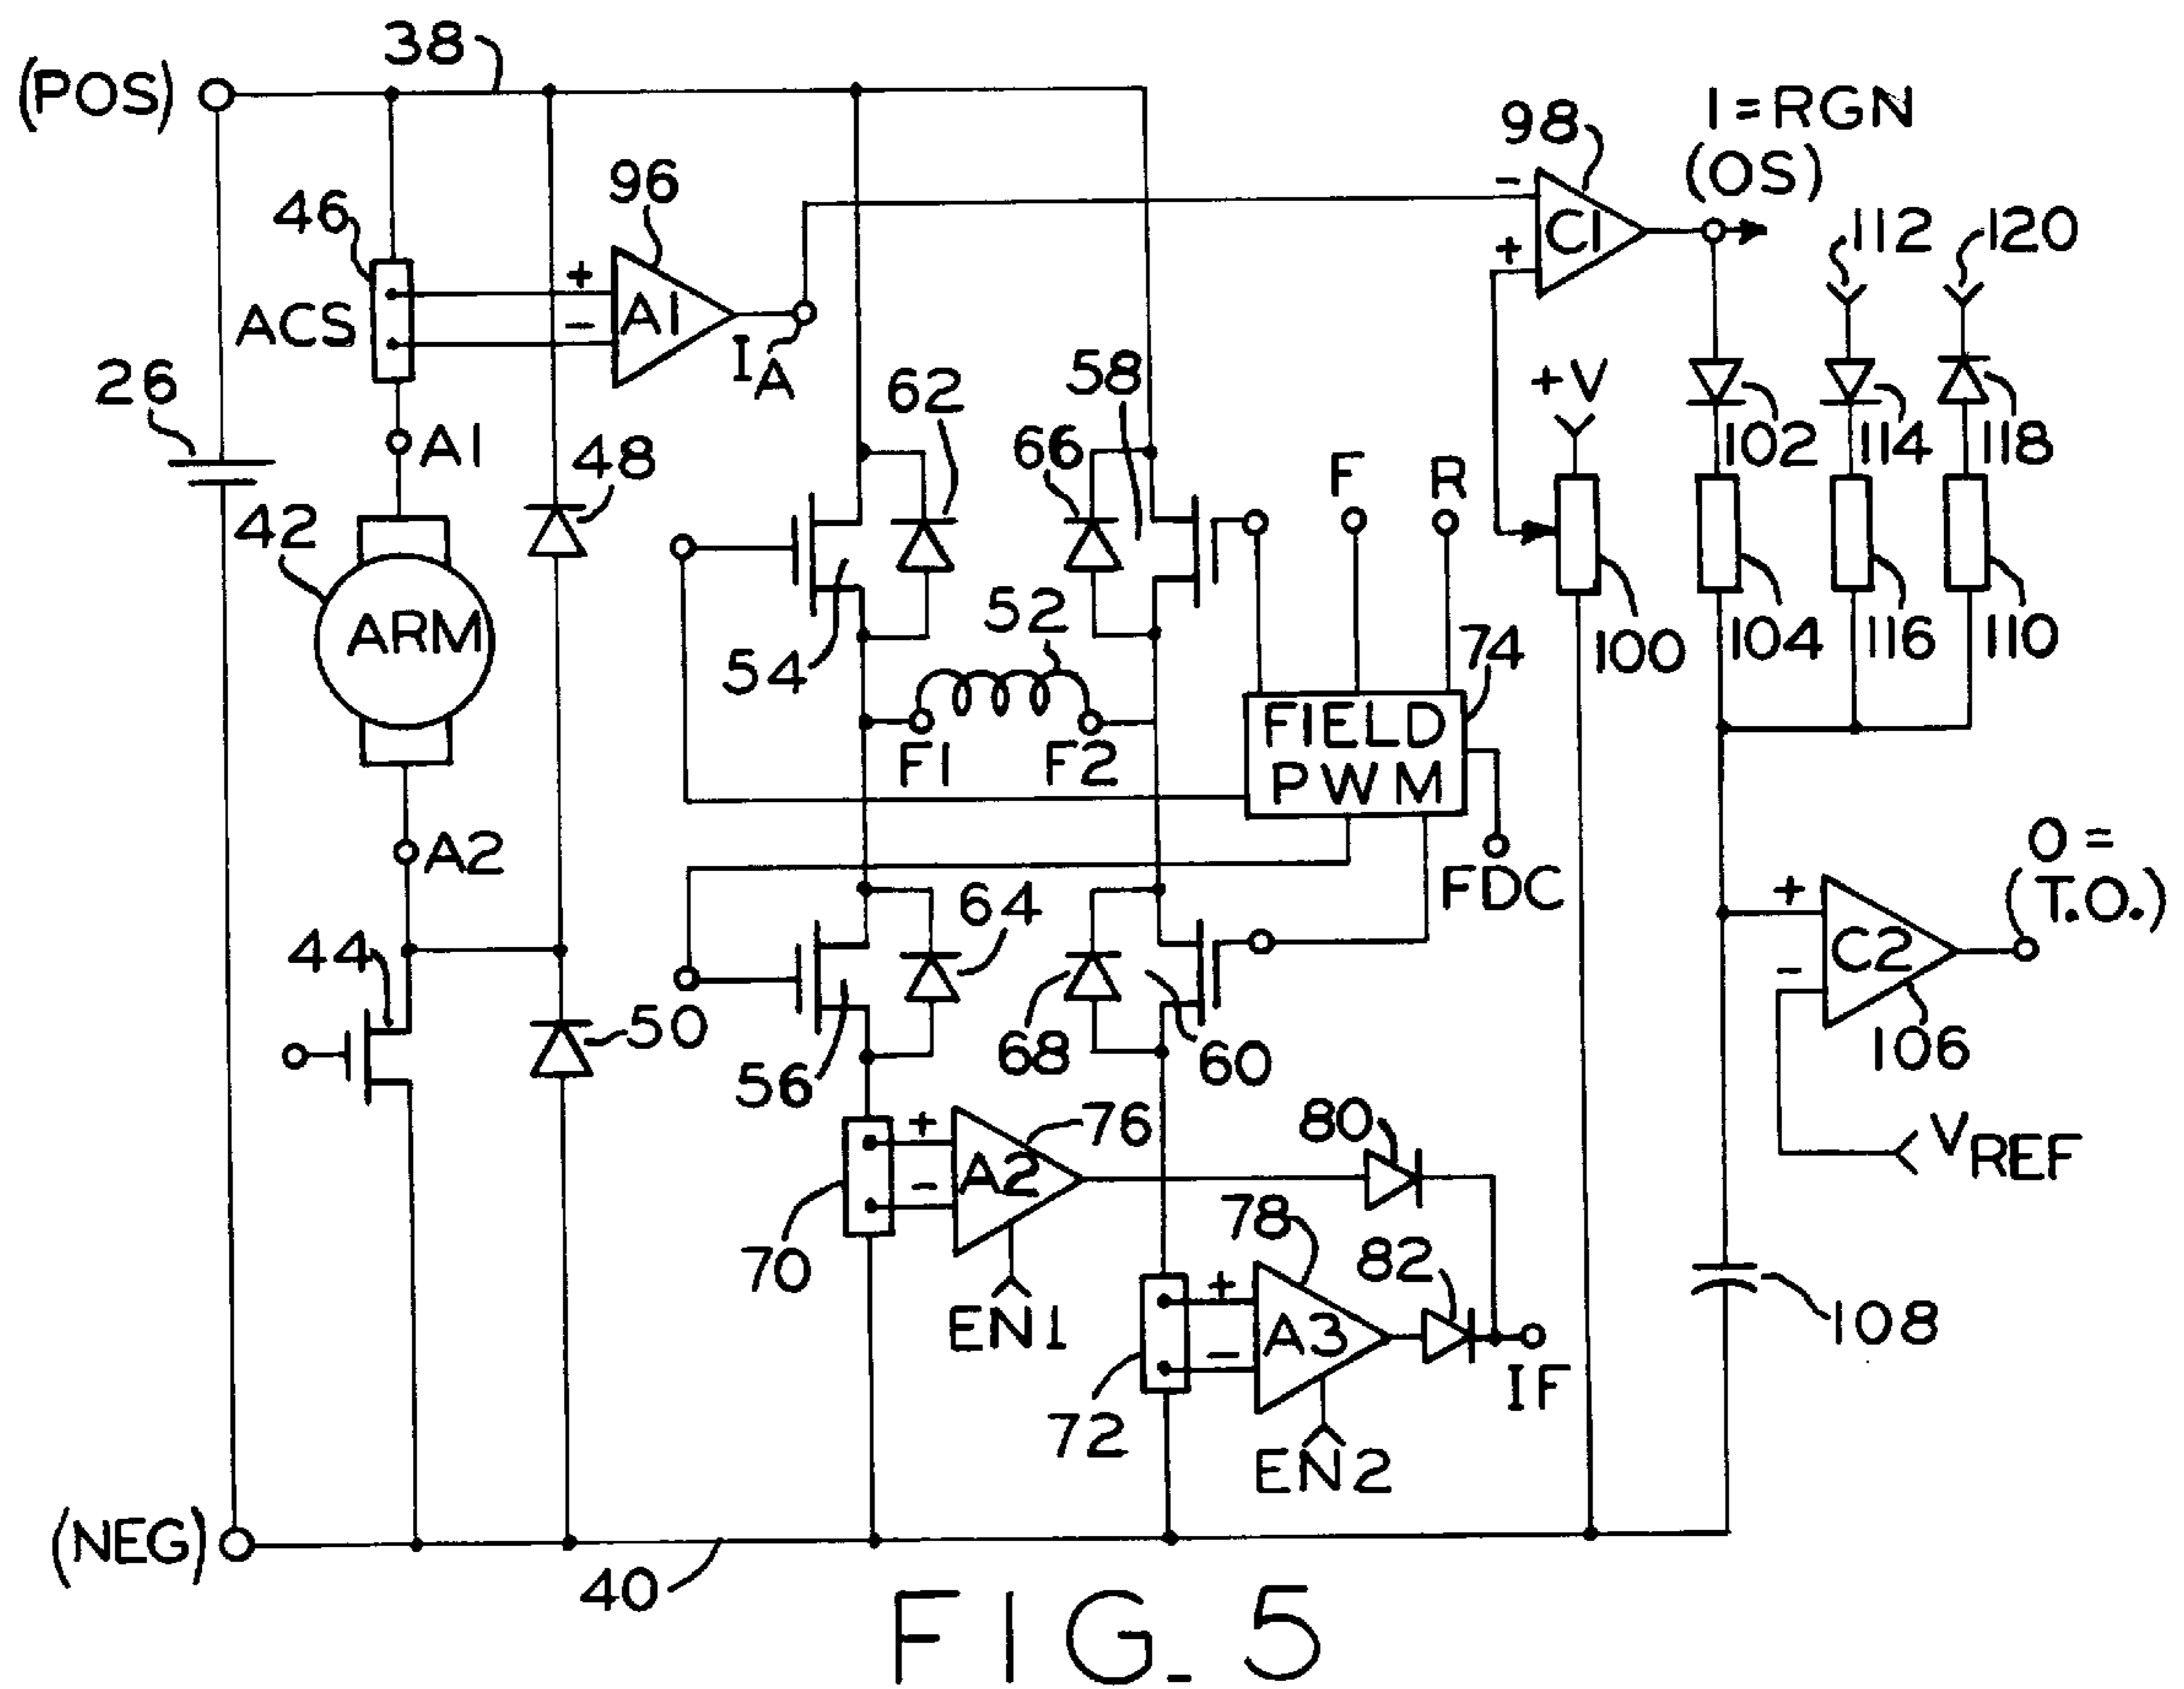 38
(POS)
98
1=RGN
(OS)
96
46
+
-
A1
ACS
I A
C1
-
+
112
120
26
A1
62
58
+V
42
48
66
F
R
102
114
118
ARM
54
52
74
100
104
116
110
F1
F2
FIELD
PWM
A2
FDC
0 =
(T.O.)
44
64
+
C2
-
50
56
68
60
106
+
76
80
VREF
A2
-
78
70
82
+
EN1
A3
108
-
72
IF
EN2
(NEG)
40
FIG. 5